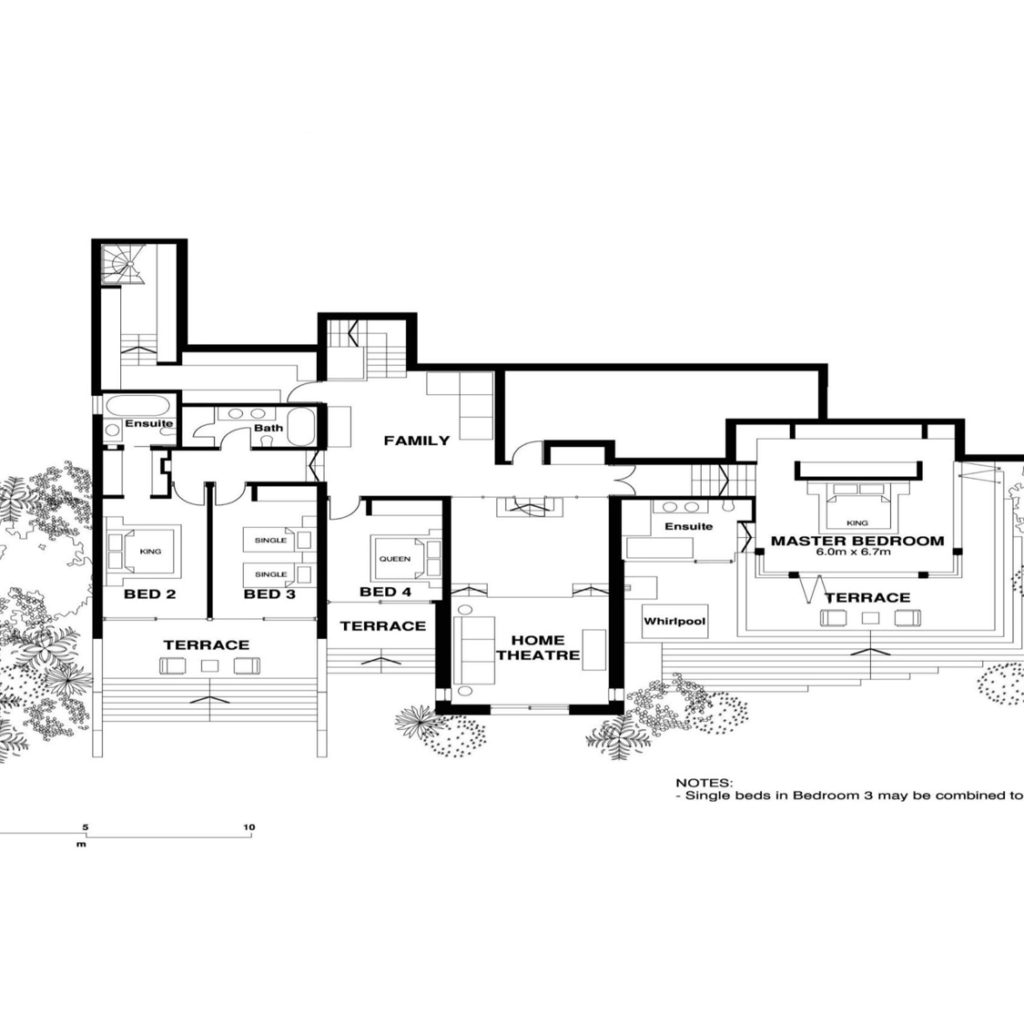 Ensuite
Bath
FAMILY
KING
SINGLE
SINGLE
QUEEN
BED 2
BED 3
BED 4
TERRACE
TERRACE
HOME
THEATRE
Ensuite
Whirlpool
KING
MASTER BEDROOM
6.0m x 6.7m
TERRACE
NOTES:
- Single beds in Bedroom 3 may be combined to
5
10
m